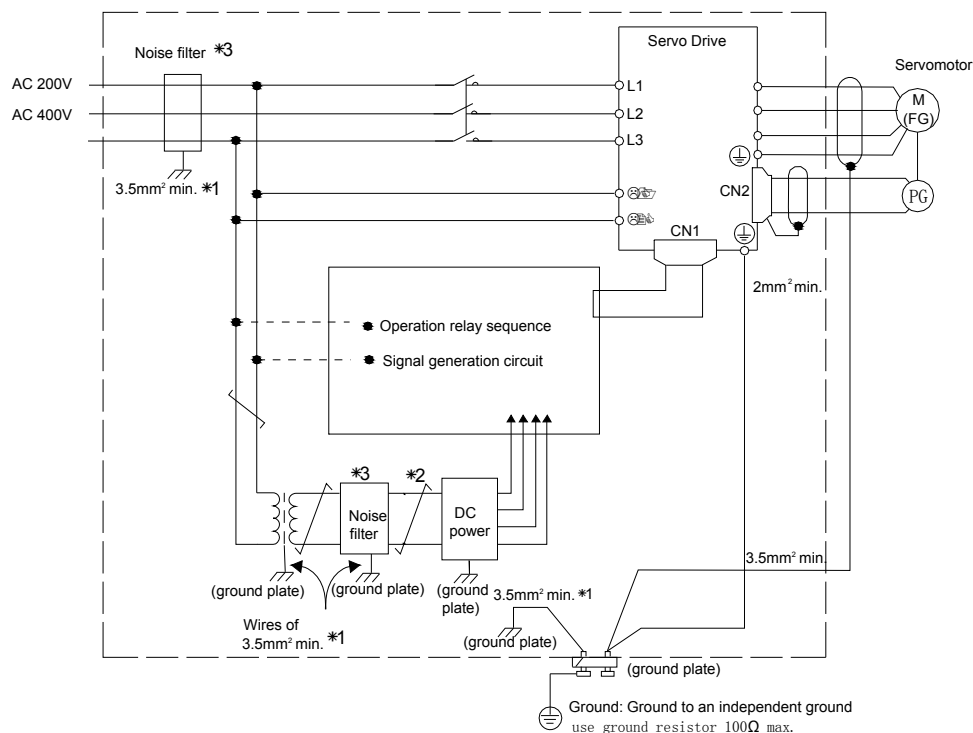 Noise filter *3
Servo Drive
Servomotor
AC 200V
AC 400V
L1
L2
L3
M
(FG)
3.5mm² min. *1
CN2
PG
CN1
2mm² min.
Operation relay sequence
Signal generation circuit
*3
*2
Noise
filter
DC
power
3.5mm² min.
(ground plate)
(ground plate)
(ground
plate)
3.5mm² min. *1
(ground plate)
Wires of
3.5mm² min. *1
(ground plate)
Ground: Ground to an independent ground
use ground resistor 100Ω max.